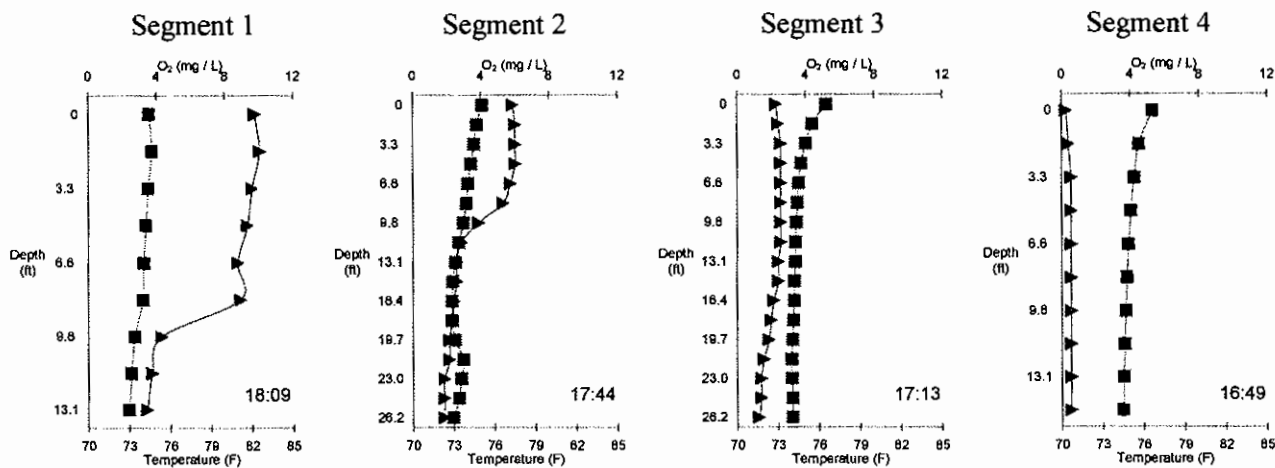 Segment 1
O2 (mg / L)
0 4 8 12
0
3.3
Depth
(ft)
6.6
9.8
13.1
18:09
70 73 76 79 82 85
Temperature (F)
Segment 2
O2 (mg / L)
0 4 8 12
0
3.3
6.8
9.8
Depth
(ft)
13.1
16.4
19.7
23.0
26.2
17:44
70 73 76 79 82 85
Temperature (F)
Segment 3
O2 (mg / L)
0 4 8 12
0
3.3
6.6
9.8
Depth
(ft)
13.1
16.4
19.7
23.0
26.2
17:13
70 73 76 79 82 85
Temperature (F)
Segment 4
O2 (mg / L)
0 4 8 12
0
3.3
Depth
(ft)
6.6
9.8
13.1
16:49
70 73 76 79 82 85
Temperature (F)